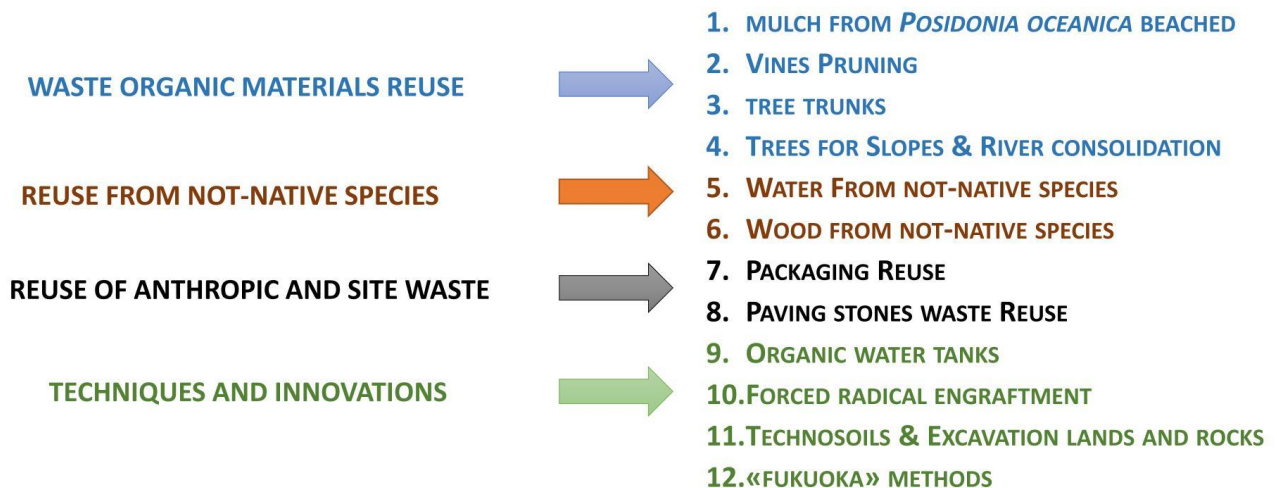 WASTE ORGANIC MATERIALS REUSE
REUSE FROM NOT-NATIVE SPECIES
REUSE OF ANTHROPIC AND SITE WASTE
TECHNIQUES AND INNOVATIONS
1. MULCH FROM POSIDONIA OCEANICA BEACHED
2. VINES PRUNING
3. TREE TRUNKS
4. TREES FOR SLOPES & RIVER CONSOLIDATION
5. WATER FROM NOT-NATIVE SPECIES
6. WOOD FROM NOT-NATIVE SPECIES
7. PACKAGING REUSE
8. PAVING STONES WASTE REUSE
9. ORGANIC WATER TANKS
10.FORCED RADICAL ENGRAFTMENT
11.TECHNOSOILS & EXCAVATION LANDS AND ROCKS
12.«FUKUOKA» METHODS